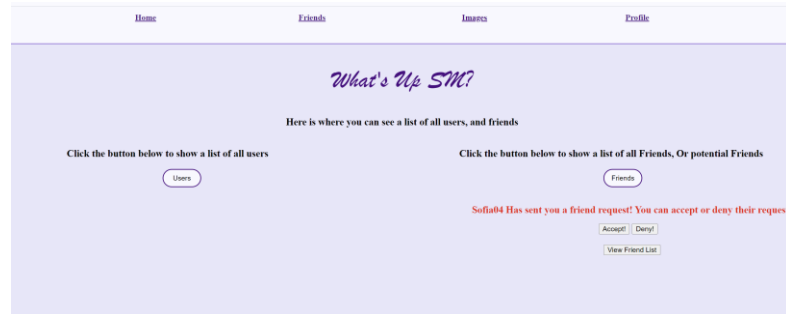 Home Friends Images Profile
What's Up SM?
Here is where you can see a list of all users, and friends
Click the button below to show a list of all users
Users
Click the button below to show a list of all Friends, Or potential Friends
Friends
Sofia04 Has sent you a friend request! You can accept or deny their reques
Accept! Deny!
View Friend List